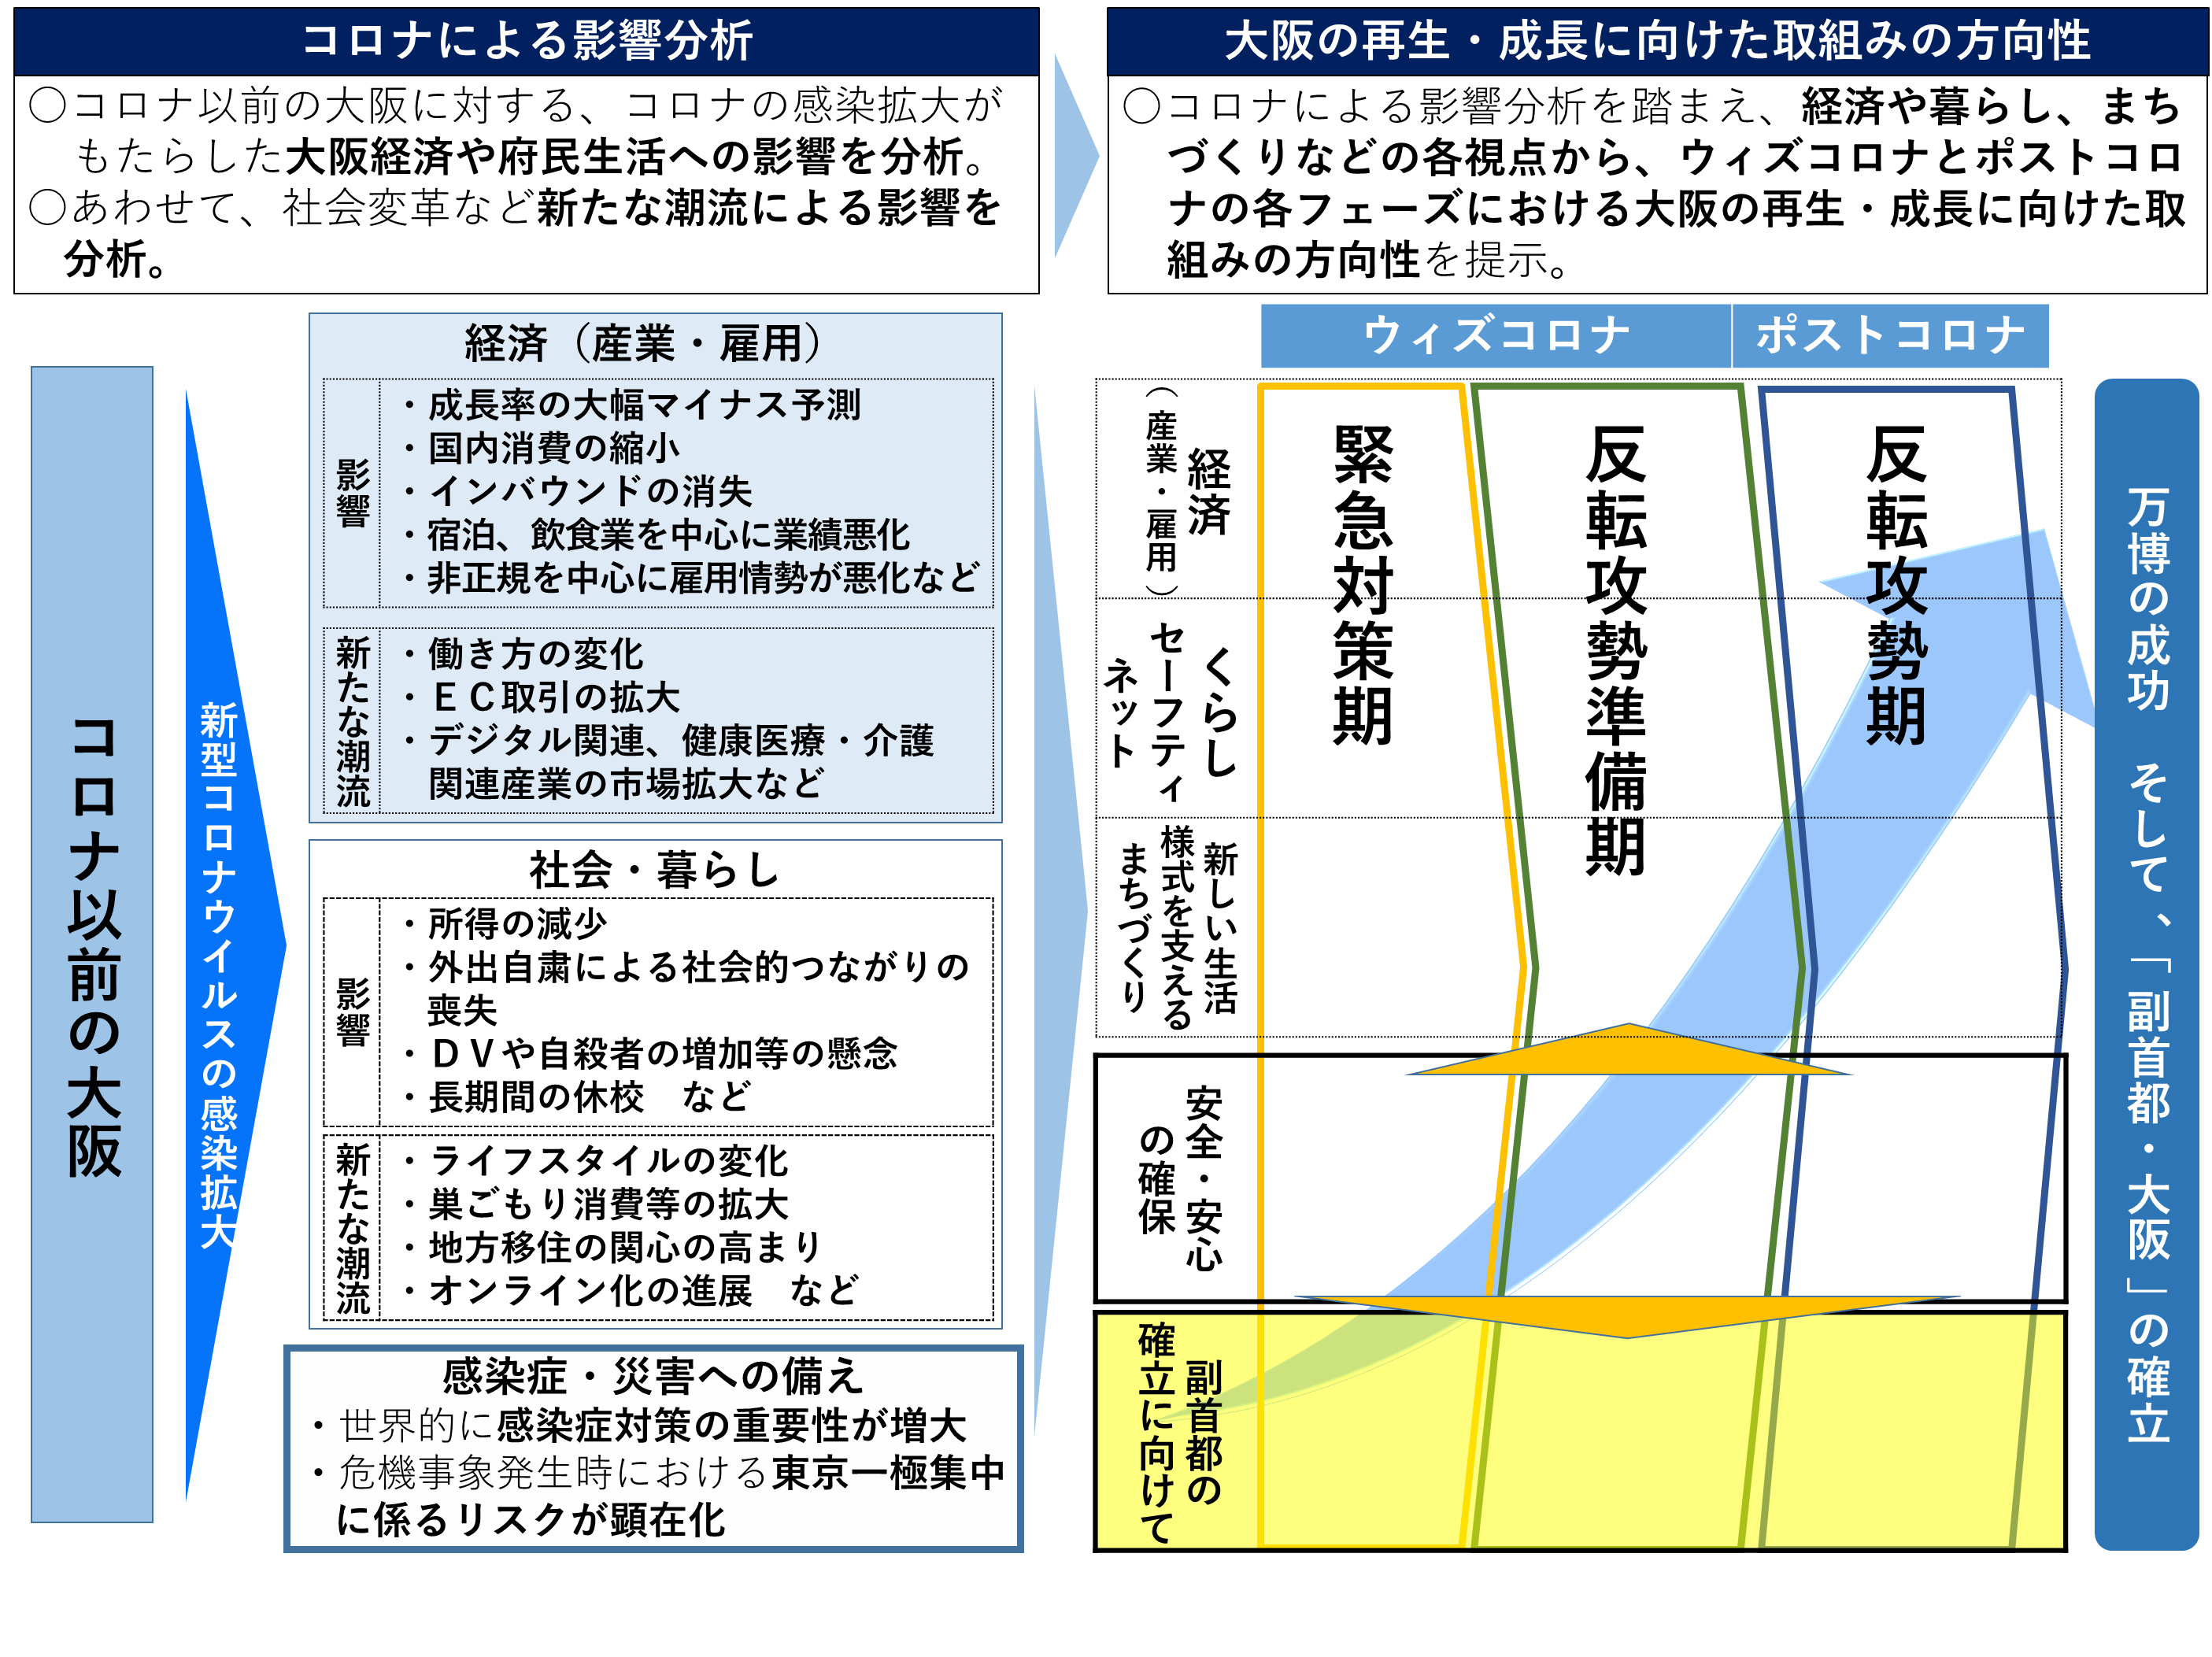 コロナによる影響分析
○コロナ以前の大阪に対する、コロナの感染拡大が
もたらした大阪経済や府民生活への影響を分析。
○あわせて、社会変革など新たな潮流による影響を
分析。
大阪の再生・成長に向けた取組みの方向性
○コロナによる影響分析を踏まえ、経済や暮らし、まち
づくりなどの各視点から、ウィズコロナとポストコロ
ナの各フェーズにおける大阪の再生・成長に向けた取
組みの方向性を提示。
コロナ以前の大阪
新型コロナウイルスの感染拡大
経済（産業・雇用）
影響
・成長率の大幅マイナス予測
・国内消費の縮小
・インバウンドの消失
・宿泊、飲食業を中心に業績悪化
・非正規を中心に雇用情勢が悪化など
新たな潮流
・働き方の変化
・ＥＣ取引の拡大
・デジタル関連、健康医療・介護
関連産業の市場拡大など
社会・暮らし
影響
・所得の減少
・外出自粛による社会的つながりの
喪失
・ＤＶや自殺者の増加等の懸念
・長期間の休校　など
新たな潮流
・ライフスタイルの変化
・巣ごもり消費等の拡大
・地方移住の関心の高まり
・オンライン化の進展　など
感染症・災害への備え
・世界的に感染症対策の重要性が増大
・危機事象発生時における東京一極集中
に係るリスクが顕在化
ウィズコロナ
ポストコロナ
経済
（産業・雇用）
くらし
セーフティ
ネット
新しい生活
様式を支える
まちづくり
安全・安心
の確保
副首都の
確立に向けて
緊急対策期
反転攻勢準備期
反転攻勢期
万博の成功　そして、「副首都・大阪」の確立